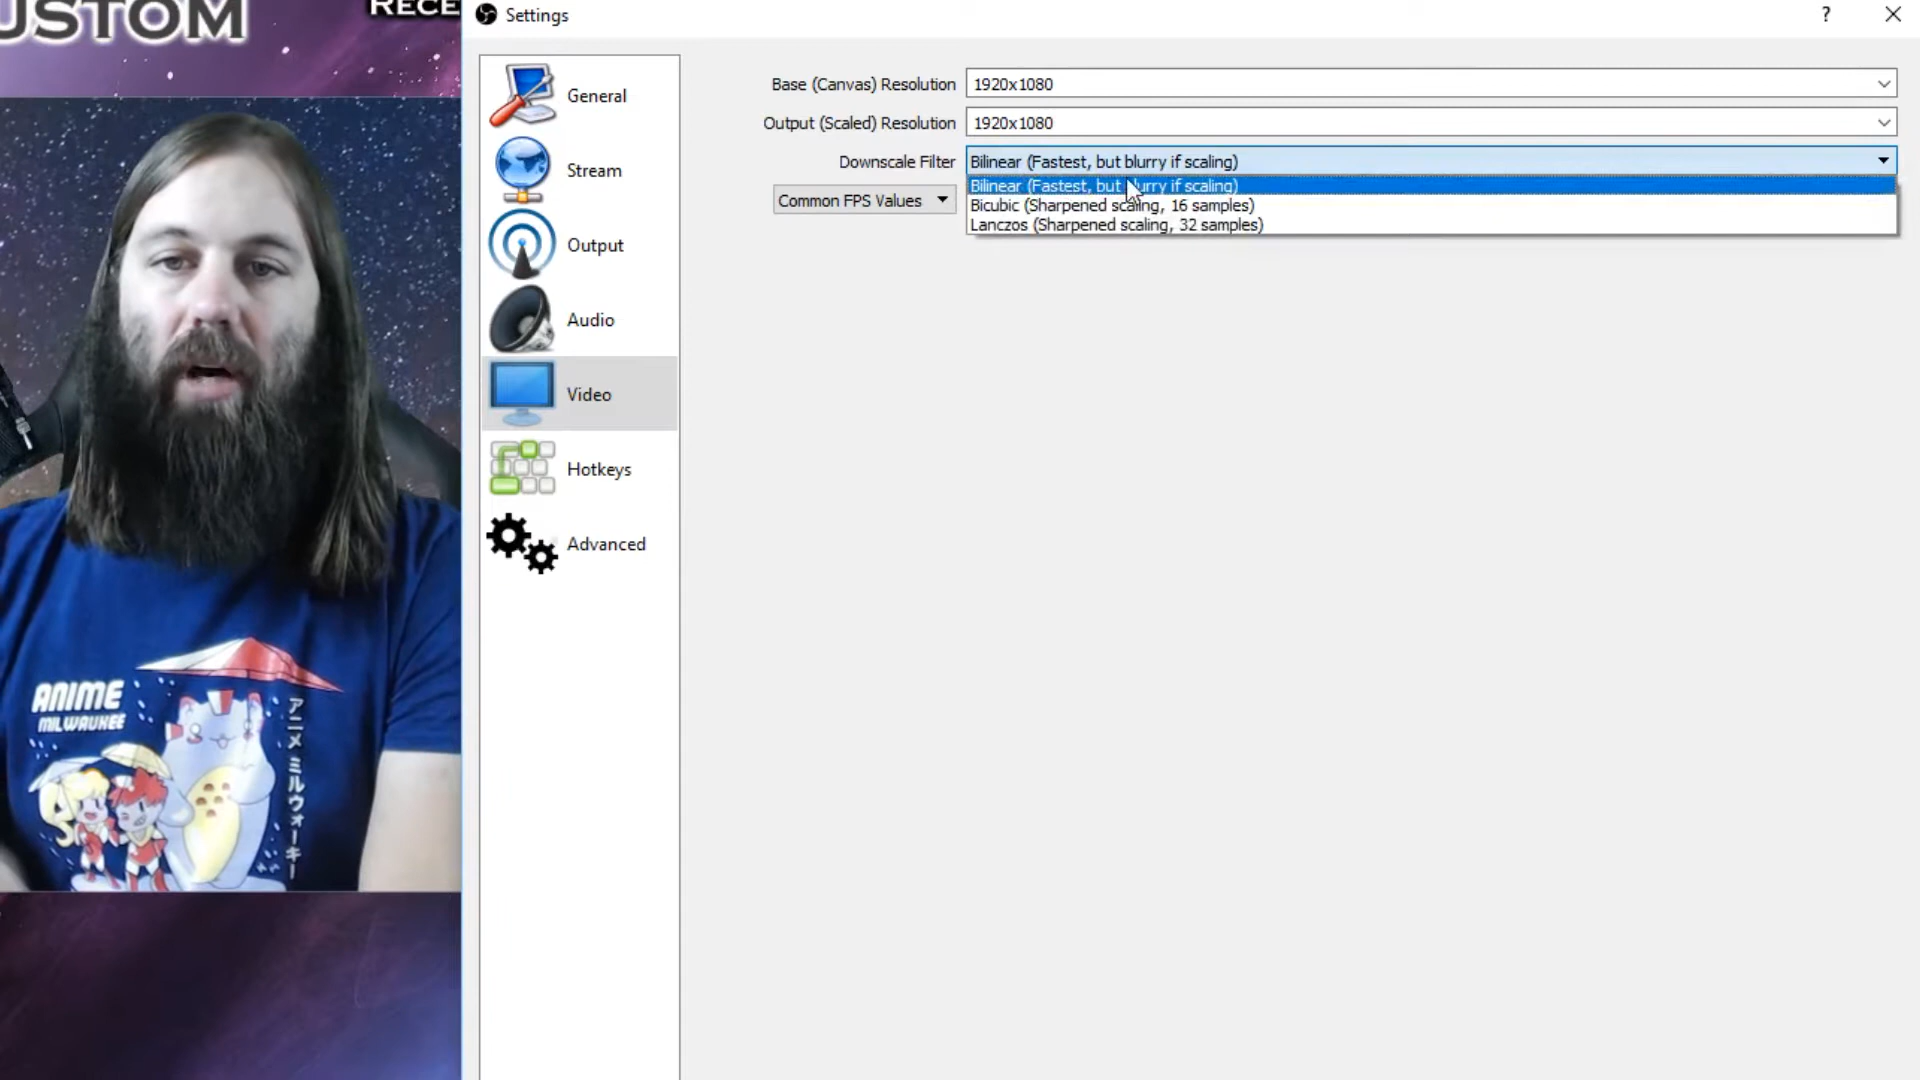 USTOM
RECE
Settings
?
General
Stream
Output
Audio
Video
Hotkeys
Advanced
Base (Canvas) Resolution 1920x1080
Output (Scaled) Resolution 1920x1080
Downscale Filter Bilinear (Fastest, but blurry if scaling)
Common FPS Values
Bilinear (Fastest, but blurry if scaling)
Bicubic (Sharpened scaling, 16 samples)
Lanczos (Sharpened scaling, 32 samples)
ANIME
MILWAUKEE
アニメ ミルウォーキー